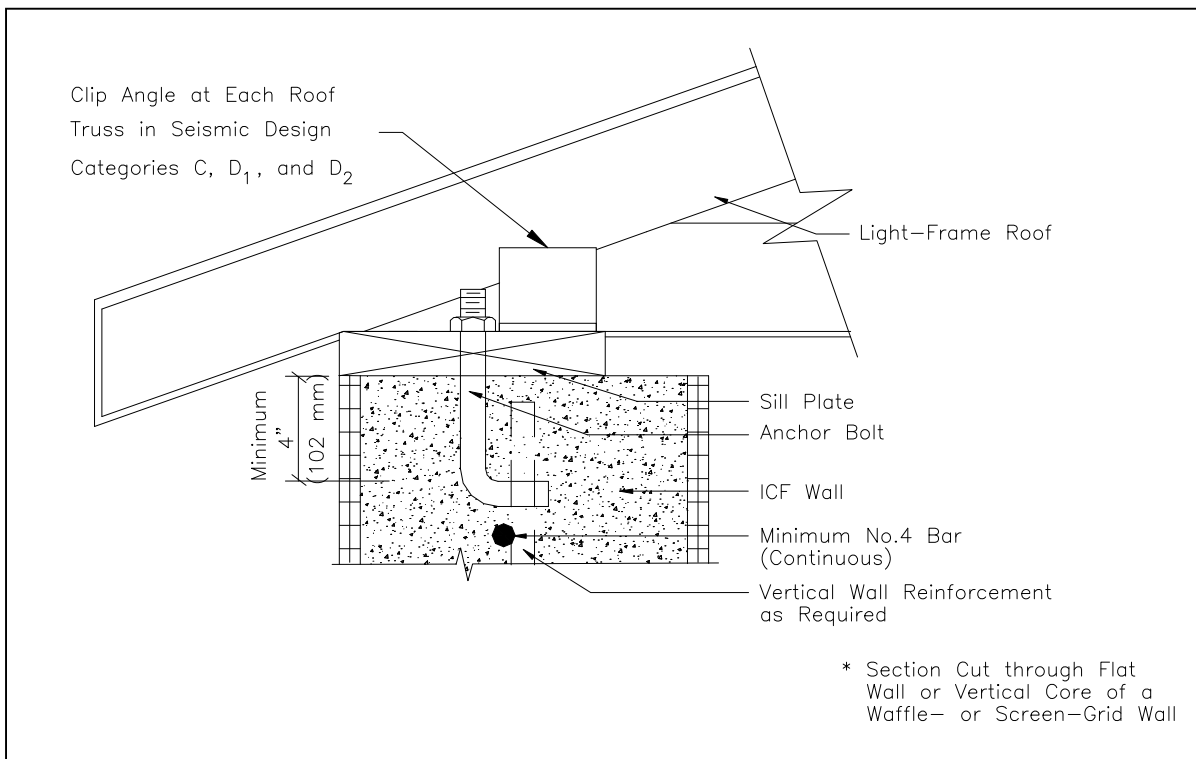 Clip Angle at Each Roof
Truss in Seismic Design
Categories C, D₁, and D₂
Light-Frame Roof
Minimum
4"
(102 mm)
Sill Plate
Anchor Bolt
ICF Wall
Minimum No.4 Bar
(Continuous)
Vertical Wall Reinforcement
as Required
* Section Cut through Flat
Wall or Vertical Core of a
Waffle- or Screen-Grid Wall